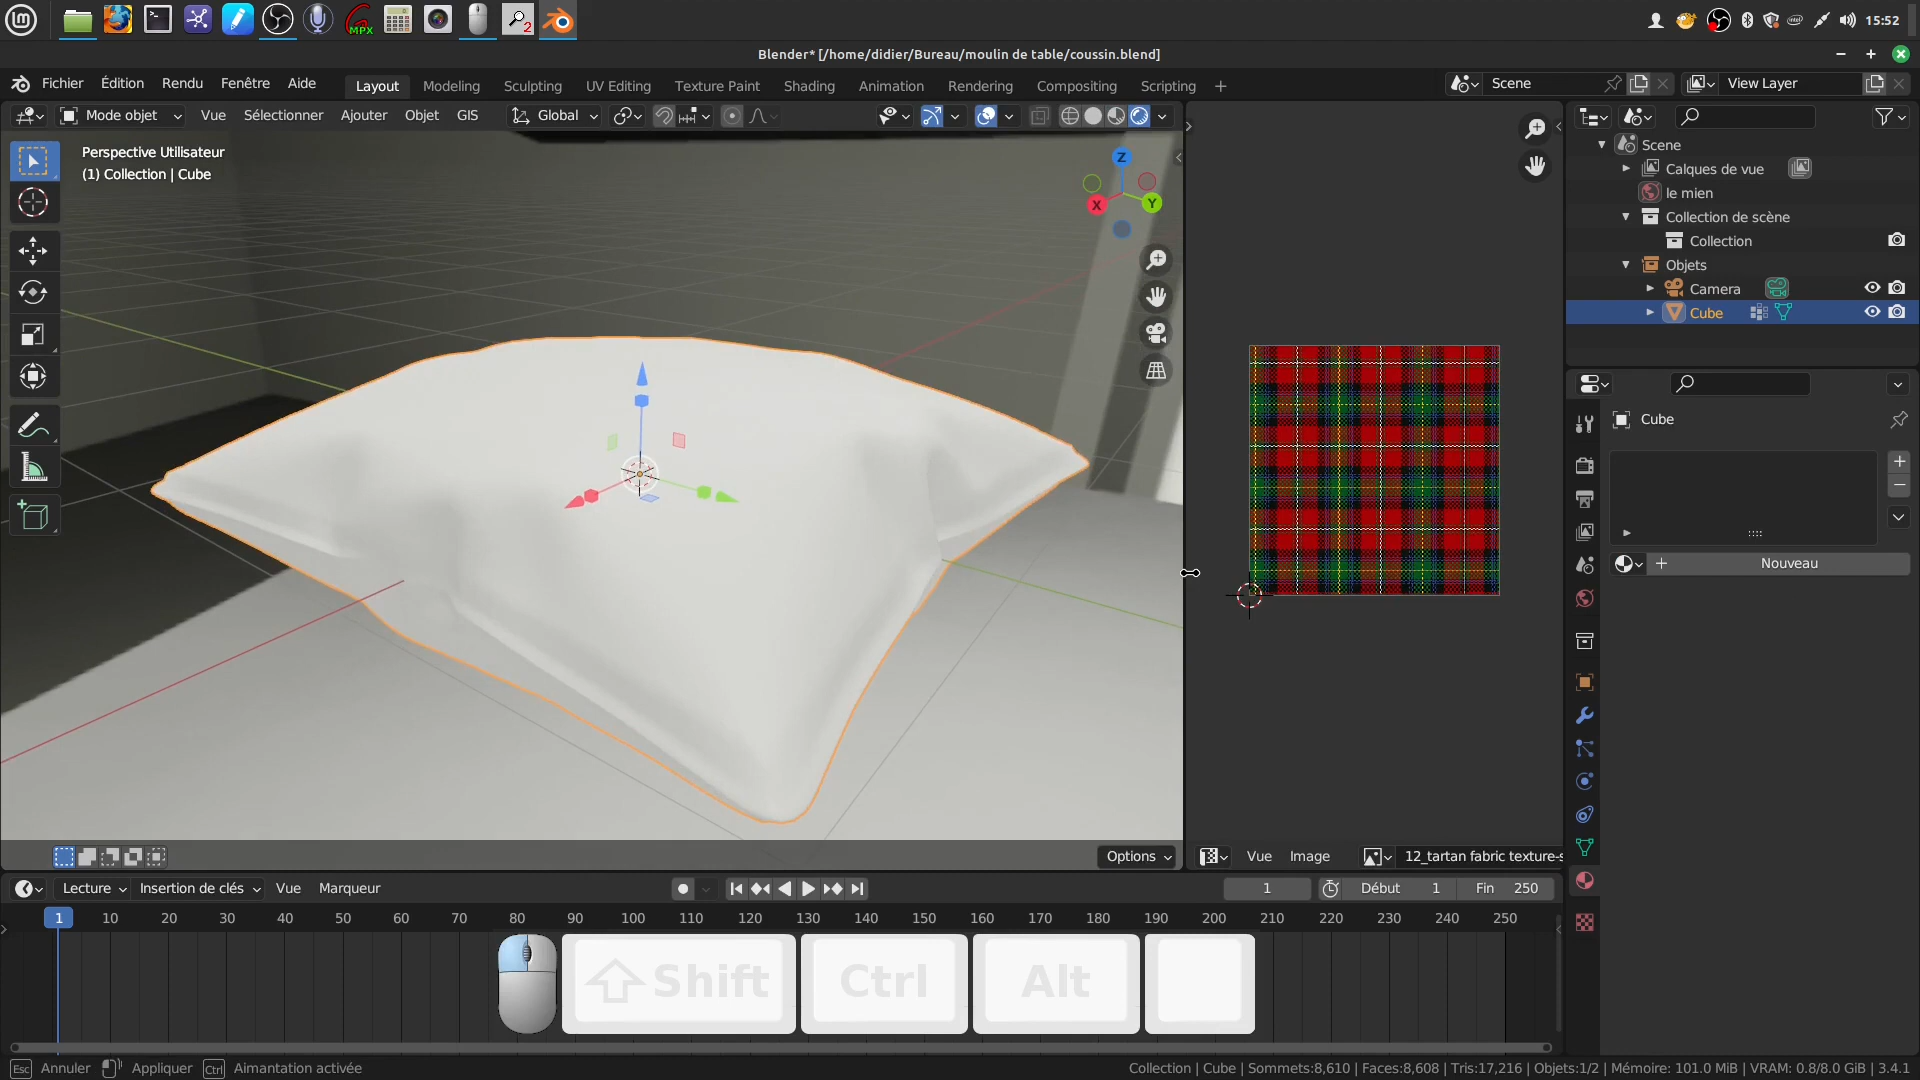 MPX
2
15:52
Blender* [/home/didier/Bureau/moulin de table/coussin.blend]
Fichier Édition Rendu Fenêtre Aide
Layout Modeling Sculpting UV Editing Texture Paint Shading Animation Rendering Compositing Scripting +
Scene
View Layer
Mode objet Vue Sélectionner Ajouter Objet GIS Global
Perspective Utilisateur
(1) Collection | Cube
Z
X
Y
Scene
Calques de vue
le mien
Collection de scène
Collection
Objets
Camera
Cube
Cube
Nouveau
Options
Vue Image 12_tartan fabric texture-s
Lecture Insertion de clés Vue Marqueur
1 Début 1 Fin 250
1 10 20 30 40 50 60 70 80 90 100 110 120 130 140 150 160 170 180 190 200 210 220 230 240 250
Shift Ctrl Alt
Esc Annuler Appliquer Ctrl Aimantation activée
Collection | Cube | Sommets:8,610 | Faces:8,608 | Tris:17,216 | Objets:1/2 | Mémoire: 101.0 MiB | VRAM: 0.8/8.0 GiB | 3.4.1